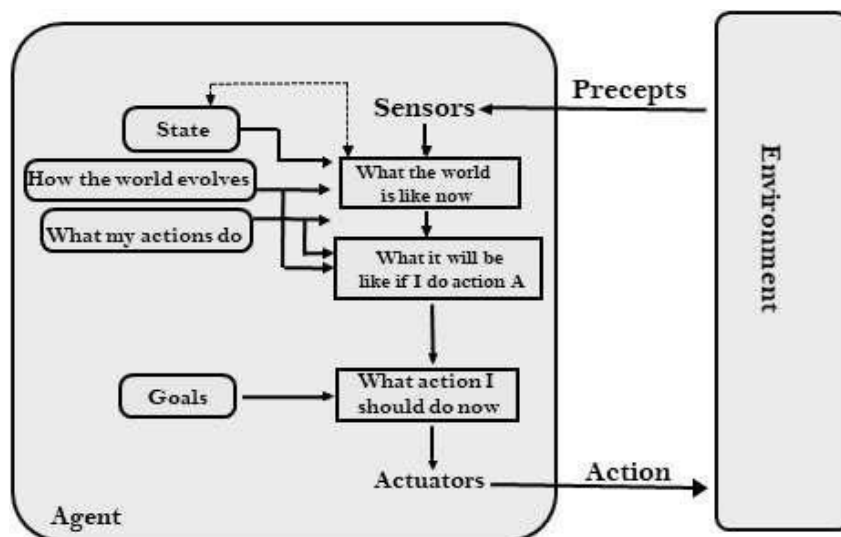 Precepts
Sensors
State
What the world
is like now
How the world evolves
What my actions do
What it will be
like if I do action A
Environment
What action I
should do now
Goals
Actuators
Action
Agent